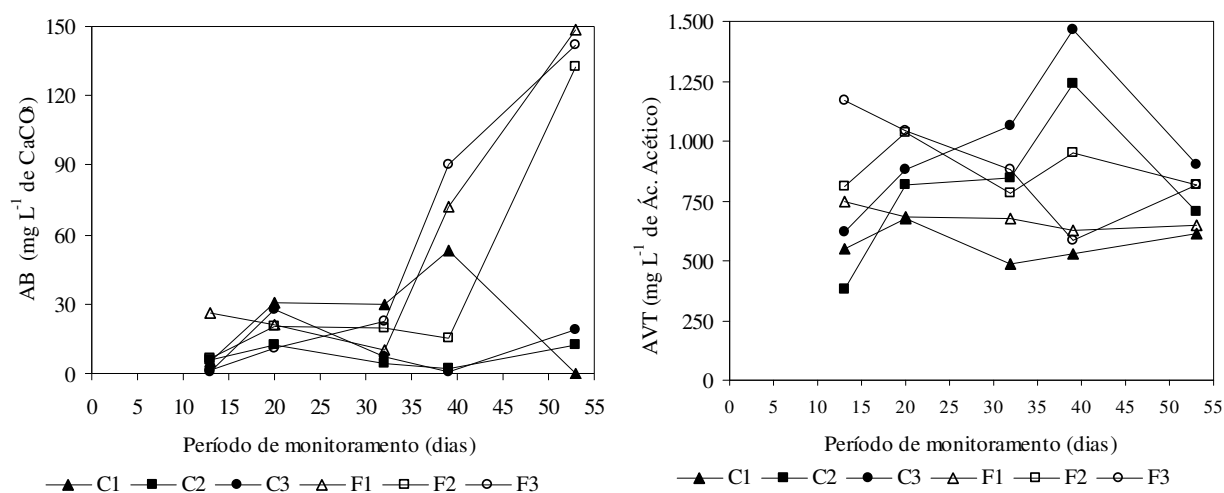 150
120
90
60
30
0
AB (mg L⁻¹ de CaCO₃)
0 5 10 15 20 25 30 35 40 45 50 55
Período de monitoramento (dias)
C1 C2 C3 F1 F2 F3
1.500
1.250
1.000
750
500
250
0
AVT (mg L⁻¹ de Ác. Acético)
0 5 10 15 20 25 30 35 40 45 50 55
Período de monitoramento (dias)
C1 C2 C3 F1 F2 F3